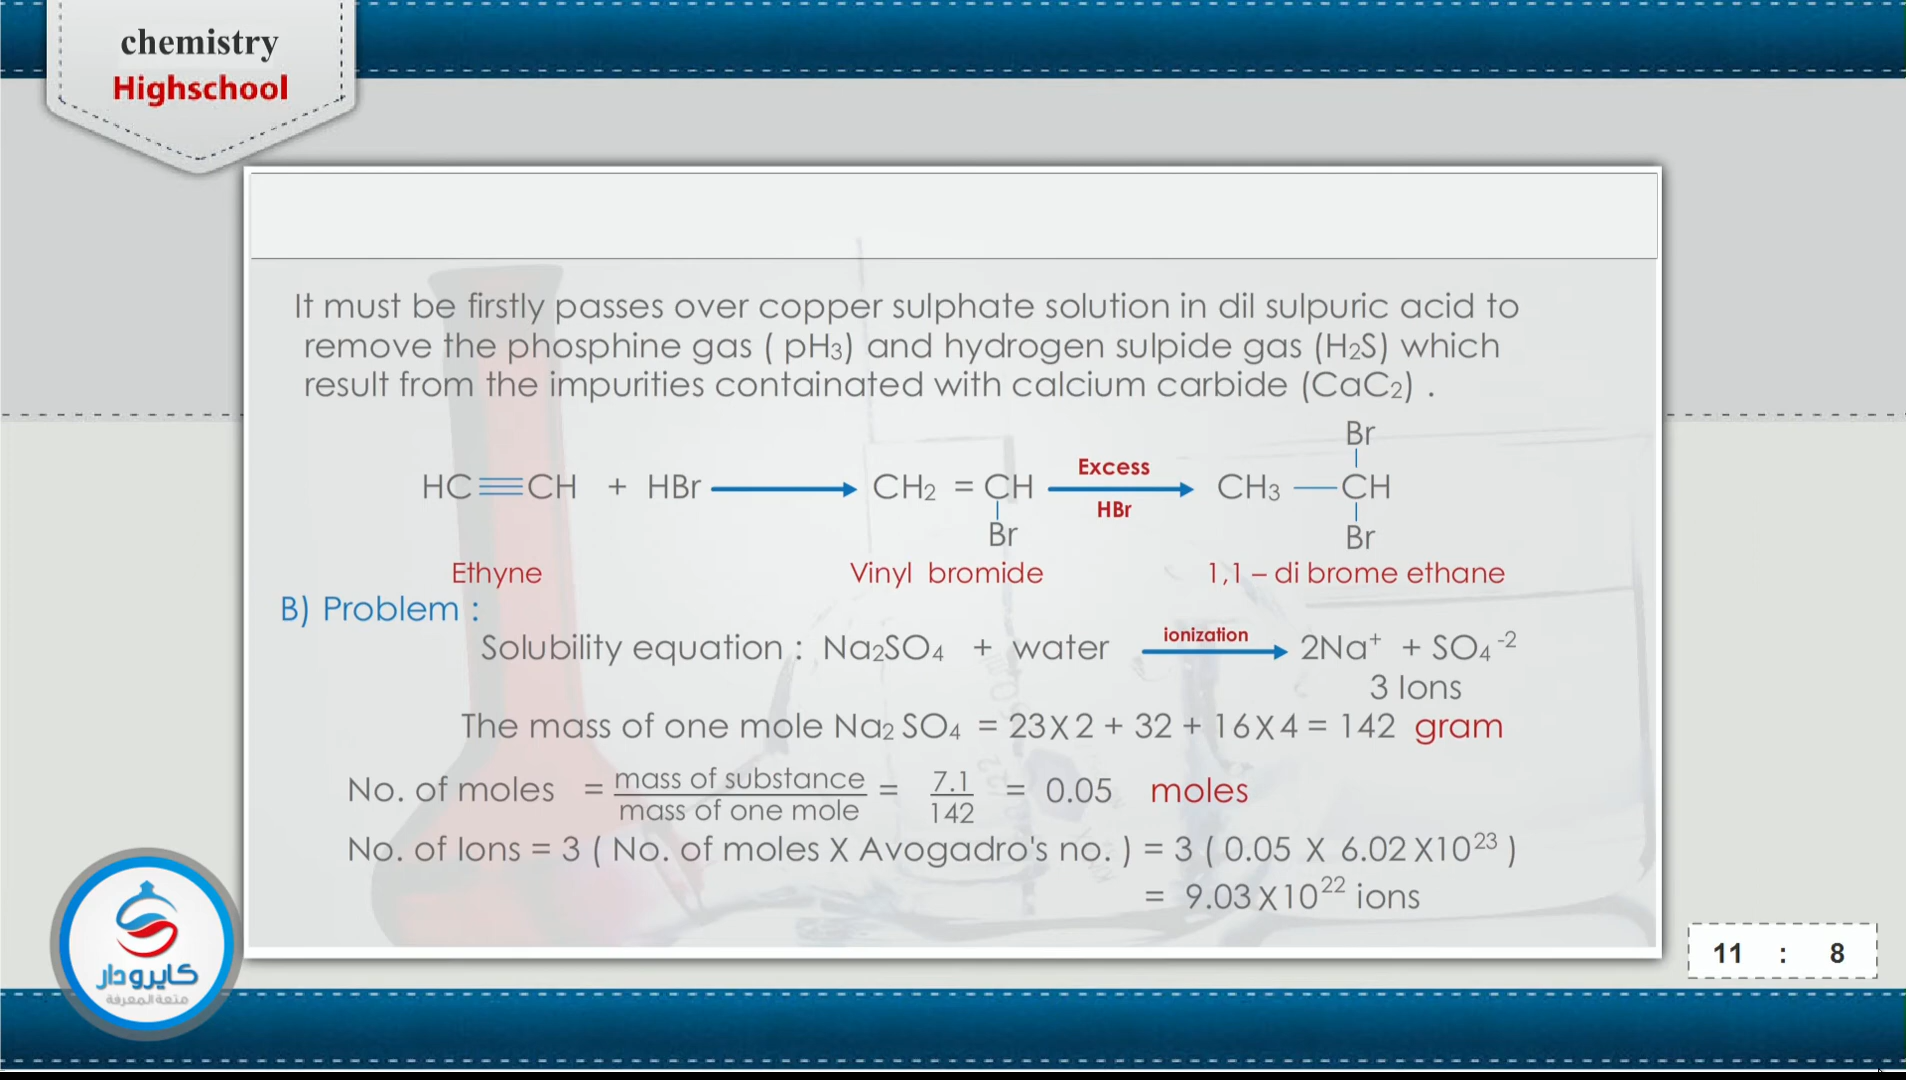 chemistry
Highschool
It must be firstly passes over copper sulphate solution in dil sulpuric acid to
remove the phosphine gas ( pH₃) and hydrogen sulpide gas (H₂S) which
result from the impurities containated with calcium carbide (CaC₂) .
Br
HC≡CH + HBr → CH₂ = CH Excess HBr → CH₃ — CH
Br Br
Ethyne Vinyl bromide 1,1 – di brome ethane
B) Problem :
Solubility equation : Na₂SO₄ + water ionization → 2Na⁺ + SO₄⁻²
3 Ions
The mass of one mole Na₂ SO₄ = 23X2 + 32 + 16X4 = 142 gram
No. of moles = mass of substance / mass of one mole = 7.1 / 142 = 0.05 moles
No. of Ions = 3 ( No. of moles X Avogadro's no. ) = 3 ( 0.05 X 6.02 X10²³ )
= 9.03 X10²² ions
كايرودار
متعة المعرفة
11 : 8